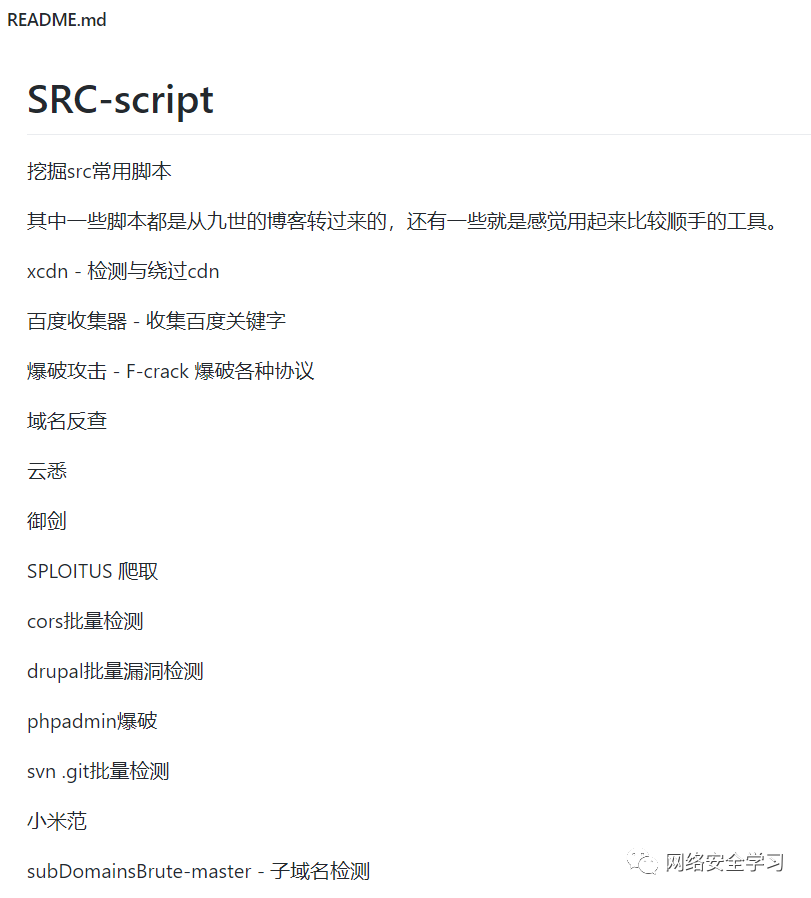 README.md
SRC-script
挖掘src常用脚本
其中一些脚本都是从九世的博客转过来的，还有一些就是感觉用起来比较顺手的工具。
xcdn - 检测与绕过cdn
百度收集器 - 收集百度关键字
爆破攻击 - F-crack 爆破各种协议
域名反查
云悉
御剑
SPLOITUS 爬取
cors批量检测
drupal批量漏洞检测
phpadmin爆破
svn .git批量检测
小米范
subDomainsBrute-master - 子域名检测
网络安全学习